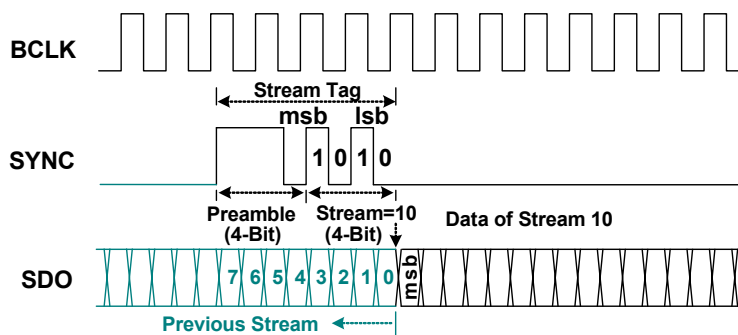 BCLK
Stream Tag
msb lsb
SYNC 1 0 1 0
Preamble Stream=10 Data of Stream 10
(4-Bit) (4-Bit)
SDO 7 6 5 4 3 2 1 0 msb
Previous Stream